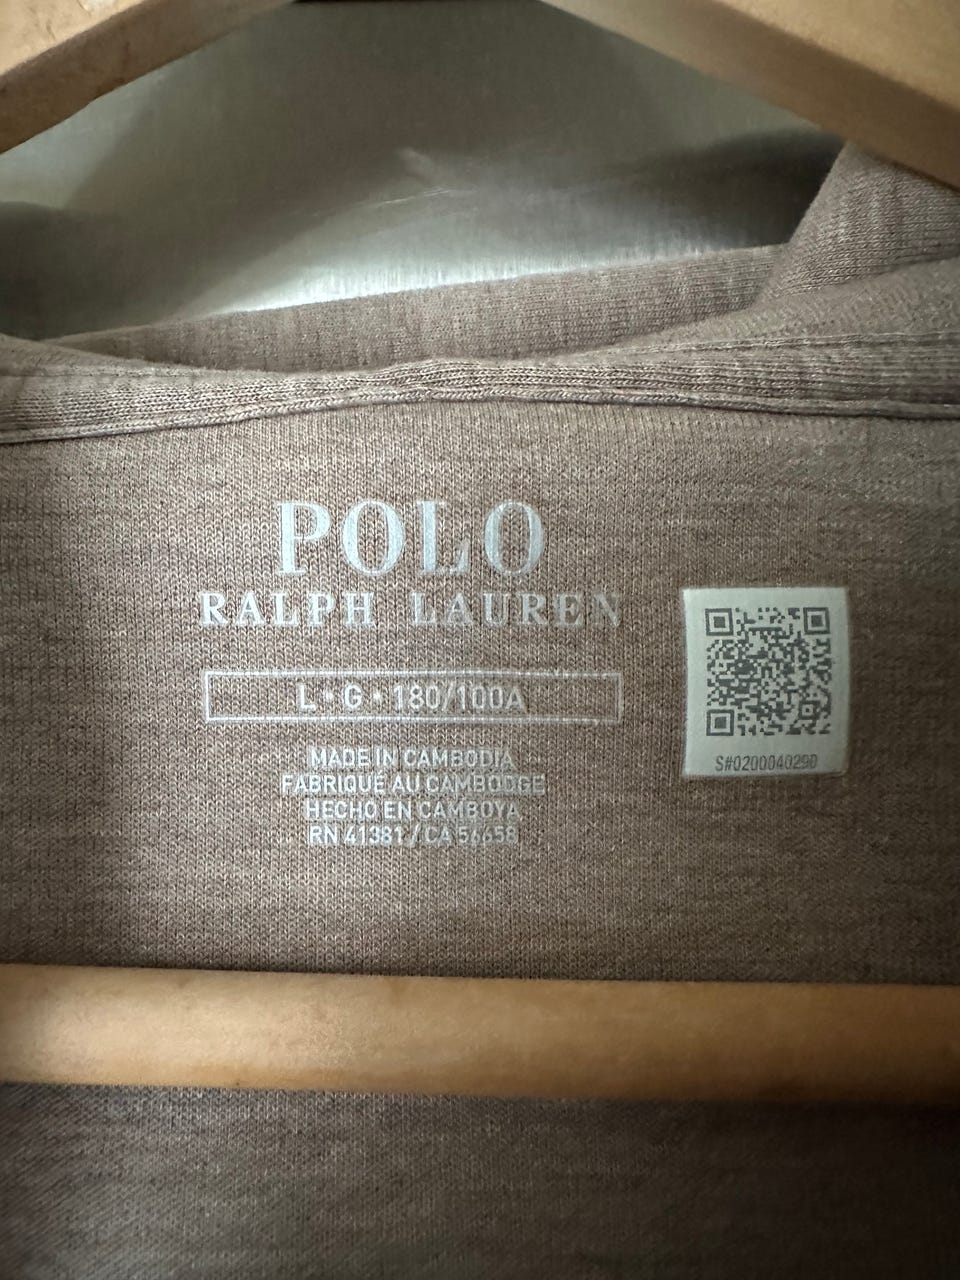 POLO
RALPH LAUREN
L • G • 180/100A
MADE IN CAMBODIA
FABRIQUÉ AU CAMBODGE
HECHO EN CAMBOYA
RN 41381 / CA 56658
S#0200040290